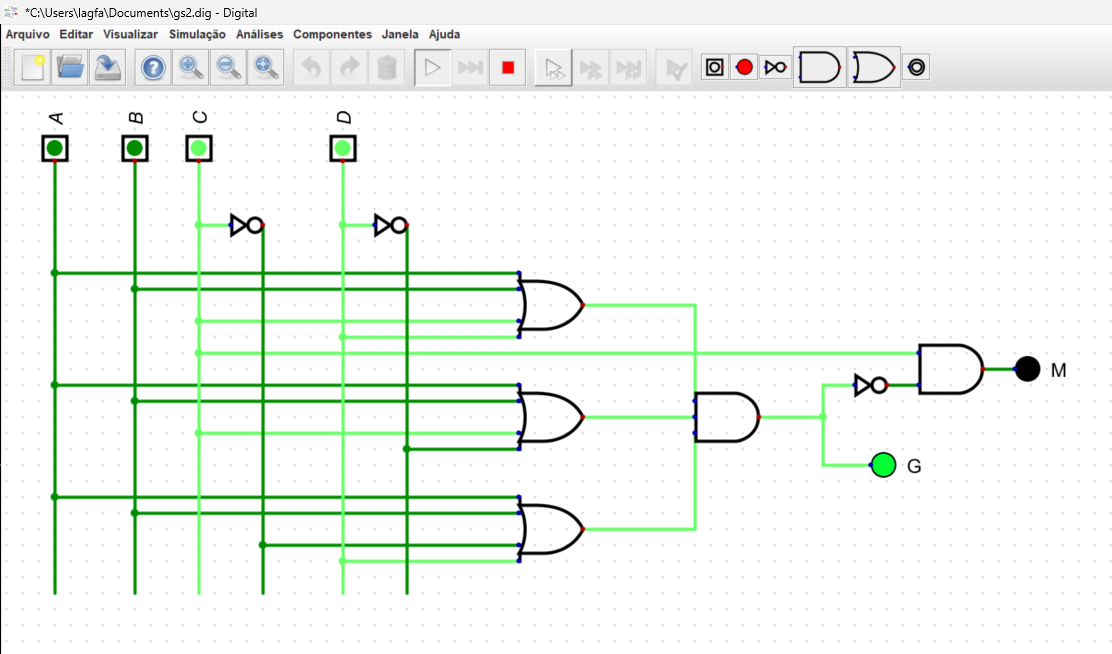 *C:\Users\lagfa\Documents\gs2.dig - Digital
Arquivo Editar Visualizar Simulação Análises Componentes Janela Ajuda
A B C D
M
G